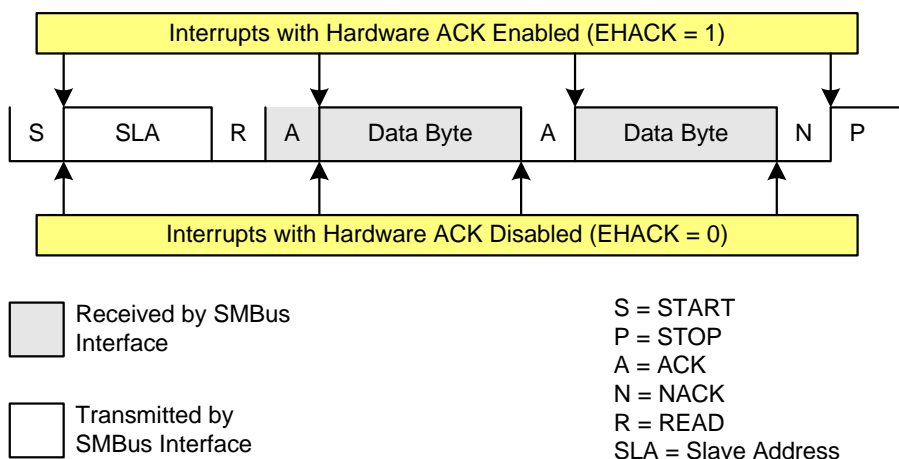 Interrupts with Hardware ACK Enabled (EHACK = 1)
S SLA R A Data Byte A Data Byte N P
Interrupts with Hardware ACK Disabled (EHACK = 0)
Received by SMBus
Interface
Transmitted by
SMBus Interface
S = START
P = STOP
A = ACK
N = NACK
R = READ
SLA = Slave Address